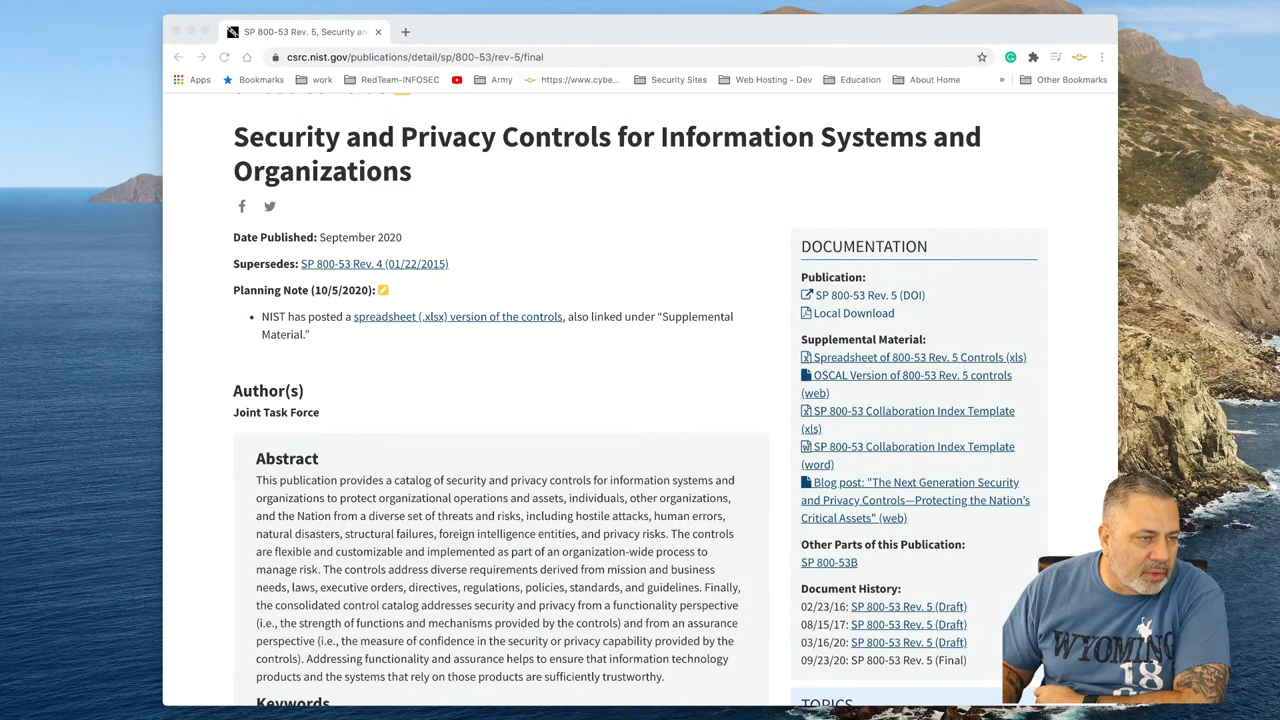 SP 800-53 Rev. 5, Security an
csrc.nist.gov/publications/detail/sp/800-53/rev-5/final
Apps Bookmarks work RedTeam-INFOSEC Army https://www.cybe... Security Sites Web Hosting - Dev Education About Home » Other Bookmarks
Security and Privacy Controls for Information Systems and
Organizations
Date Published: September 2020
Supersedes: SP 800-53 Rev. 4 (01/22/2015)
Planning Note (10/5/2020):
• NIST has posted a spreadsheet (.xlsx) version of the controls, also linked under “Supplemental
Material.”
Author(s)
Joint Task Force
Abstract
This publication provides a catalog of security and privacy controls for information systems and
organizations to protect organizational operations and assets, individuals, other organizations,
and the Nation from a diverse set of threats and risks, including hostile attacks, human errors,
natural disasters, structural failures, foreign intelligence entities, and privacy risks. The controls
are flexible and customizable and implemented as part of an organization-wide process to
manage risk. The controls address diverse requirements derived from mission and business
needs, laws, executive orders, directives, regulations, policies, standards, and guidelines. Finally,
the consolidated control catalog addresses security and privacy from a functionality perspective
(i.e., the strength of functions and mechanisms provided by the controls) and from an assurance
perspective (i.e., the measure of confidence in the security or privacy capability provided by the
controls). Addressing functionality and assurance helps to ensure that information technology
products and the systems that rely on those products are sufficiently trustworthy.
Keywords
DOCUMENTATION
Publication:
SP 800-53 Rev. 5 (DOI)
Local Download
Supplemental Material:
Spreadsheet of 800-53 Rev. 5 Controls (xls)
OSCAL Version of 800-53 Rev. 5 controls
(web)
SP 800-53 Collaboration Index Template
(xls)
SP 800-53 Collaboration Index Template
(word)
Blog post: "The Next Generation Security
and Privacy Controls—Protecting the Nation’s
Critical Assets" (web)
Other Parts of this Publication:
SP 800-53B
Document History:
02/23/16: SP 800-53 Rev. 5 (Draft)
08/15/17: SP 800-53 Rev. 5 (Draft)
03/16/20: SP 800-53 Rev. 5 (Draft)
09/23/20: SP 800-53 Rev. 5 (Final)
TOPICS
WYOMING
18